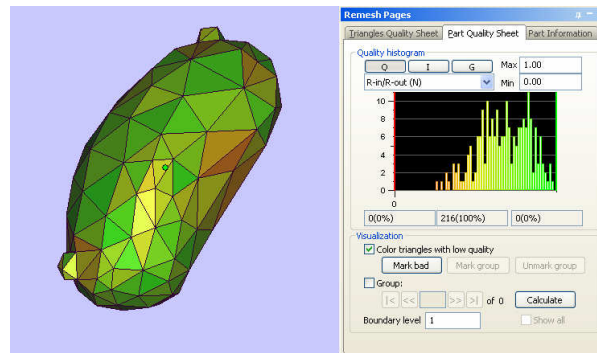 Remesh Pages
Triangles Quality Sheet Part Quality Sheet Part Information
Quality histogram
Q I G Max 1.00
R-in/R-out (N) Min 0.00
10
8
6
4
2
0
0
0(0%) 216(100%) 0(0%)
Visualization
Color triangles with low quality
Mark bad Mark group Unmark group
Group:
|< << >> >| of 0 Calculate
Boundary level 1 Show all